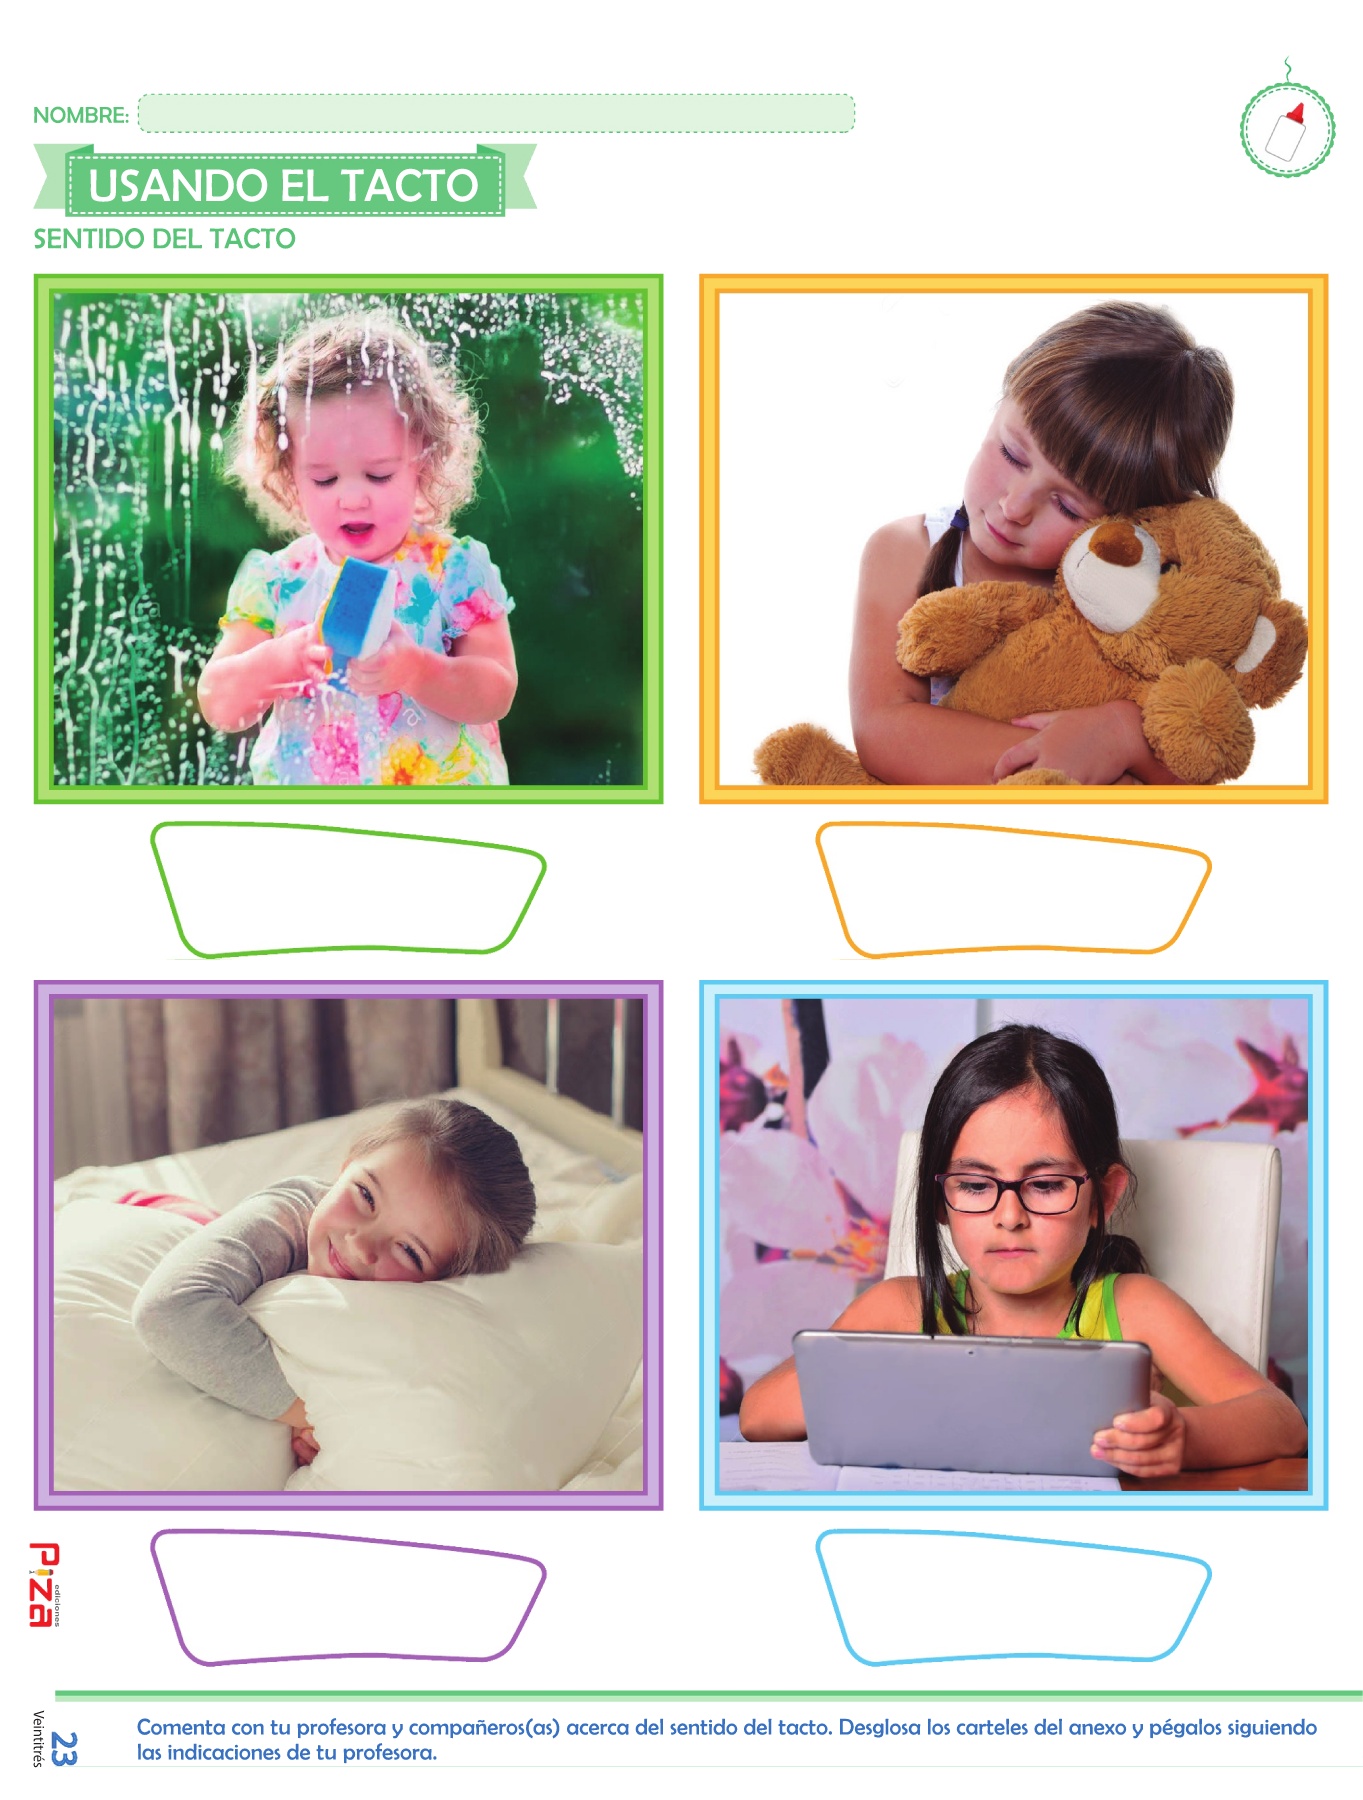 NOMBRE:
USANDO EL TACTO
SENTIDO DEL TACTO
Piza
ediciones
23
Veintitrés
Comenta con tu profesora y compañeros(as) acerca del sentido del tacto. Desglosa los carteles del anexo y pégalos siguiendo
las indicaciones de tu profesora.